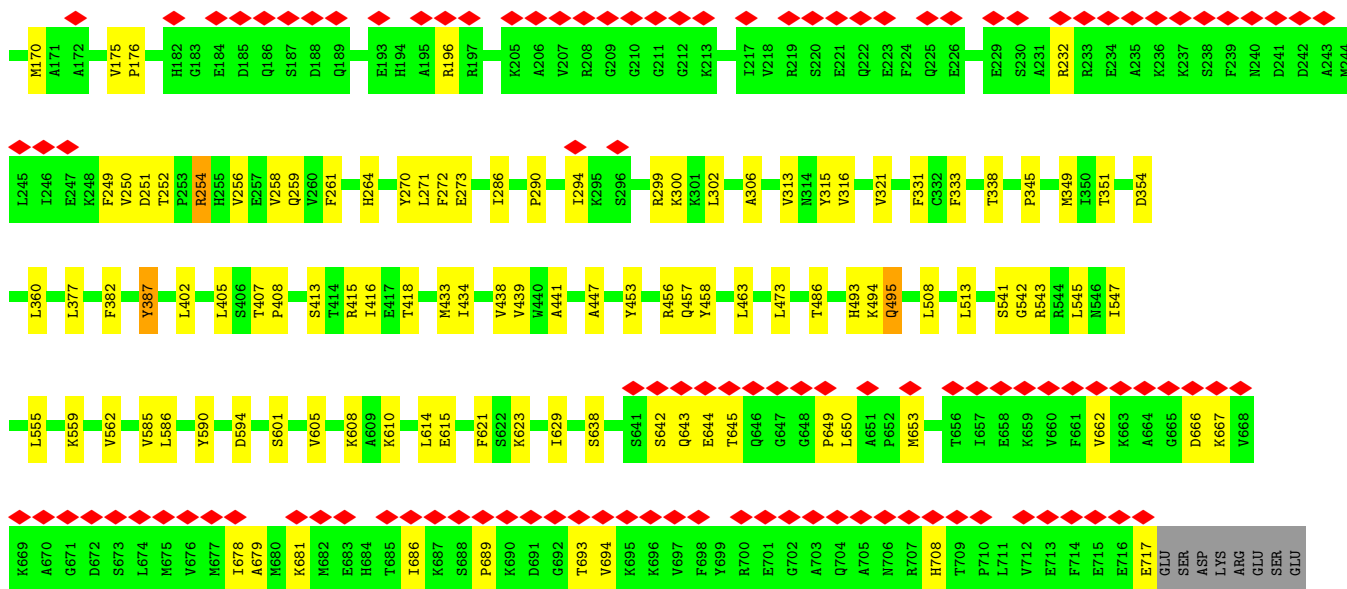 M170 A171 A172 V175 P176 H182 G183 E184 D185 Q186 S187 D188 Q189 E193 H194 A195 R196 R197 K205 A206 V207 R208 G209 G210 G211 G212 K213 I217 V218 R219 S220 E221 Q222 E223 F224 Q225 E226 E229 S230 A231 R232 R233 E234 A235 K236 K237 S238 F239 N240 D241 D242 A243 M244
L245 I246 E247 K248 F249 V250 D251 T252 P253 R254 H255 V256 E257 V258 Q259 V260 F261 H264 Y270 L271 F272 E273 I286 P290 I294 K295 S296 R299 K300 K301 L302 A306 V313 N314 Y315 V316 V321 F331 C332 F333 T338 P345 M349 I350 T351 D354
L360 L377 F382 Y387 L402 L405 S406 T407 P408 S413 T414 R415 I416 E417 T418 M433 I434 V438 V439 W440 A441 A447 Y453 R456 Q457 Y458 L463 L473 T486 H493 K494 Q495 L508 L513 S541 G542 R543 R544 L545 N546 I547
L555 K559 V562 V585 L586 Y590 D594 S601 V605 K608 A609 K610 L614 E615 F621 S622 K623 I629 S638 S641 S642 Q643 E644 T645 Q646 G647 G648 P649 L650 A651 P652 M653 T656 I657 E658 K659 V660 F661 V662 K663 A664 G665 D666 K667 V668
K669 A670 G671 D672 S673 L674 M675 V676 M677 I678 A679 M680 K681 M682 E683 H684 T685 I686 K687 S688 P689 K690 D691 G692 T693 V694 K695 K696 V697 F698 Y699 R700 E701 G702 A703 Q704 A705 N706 R707 H708 T709 P710 L711 V712 E713 F714 E715 E716 E717 GLU SER ASP LYS ARG GLU SER GLU